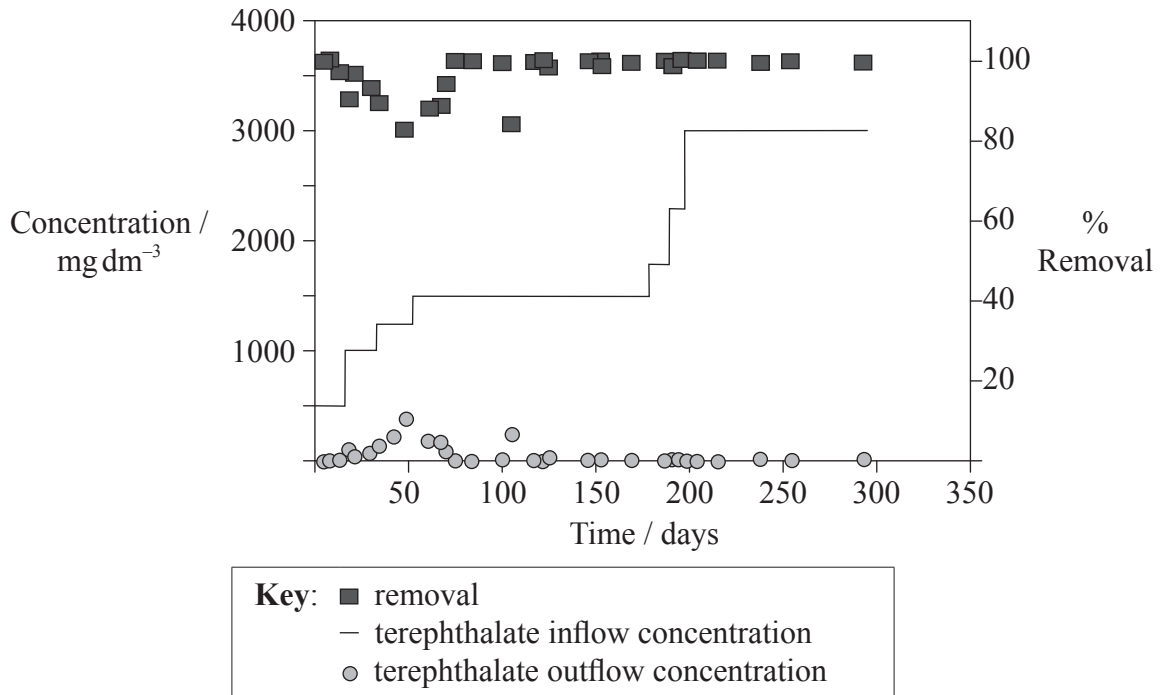 4000
3000
2000
1000
Concentration /
mg dm⁻³
100
80
60
40
20
%
Removal
50 100 150 200 250 300 350
Time / days
Key: removal
terephthalate inflow concentration
terephthalate outflow concentration